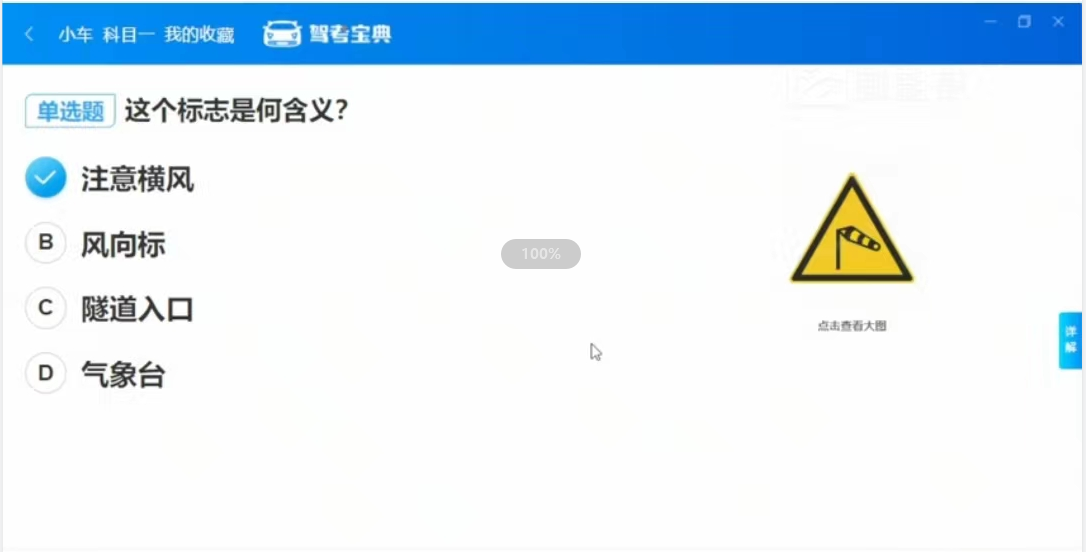 小车 科目一 我的收藏 驾考宝典
单选题 这个标志是何含义?
注意横风
B 风向标
C 隧道入口
D 气象台
100%
点击查看大图
详解